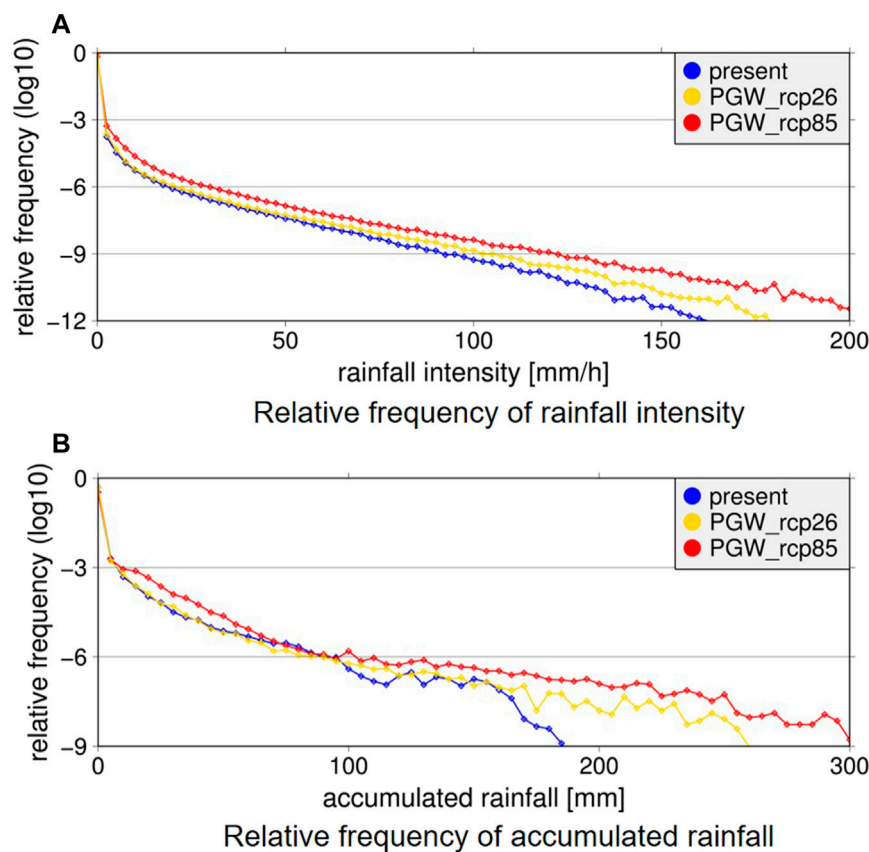 A
relative frequency (log10)
0
−3
−6
−9
−12
present
PGW_rcp26
PGW_rcp85
0 50 100 150 200
rainfall intensity [mm/h]
Relative frequency of rainfall intensity
B
relative frequency (log10)
0
−3
−6
−9
present
PGW_rcp26
PGW_rcp85
0 100 200 300
accumulated rainfall [mm]
Relative frequency of accumulated rainfall